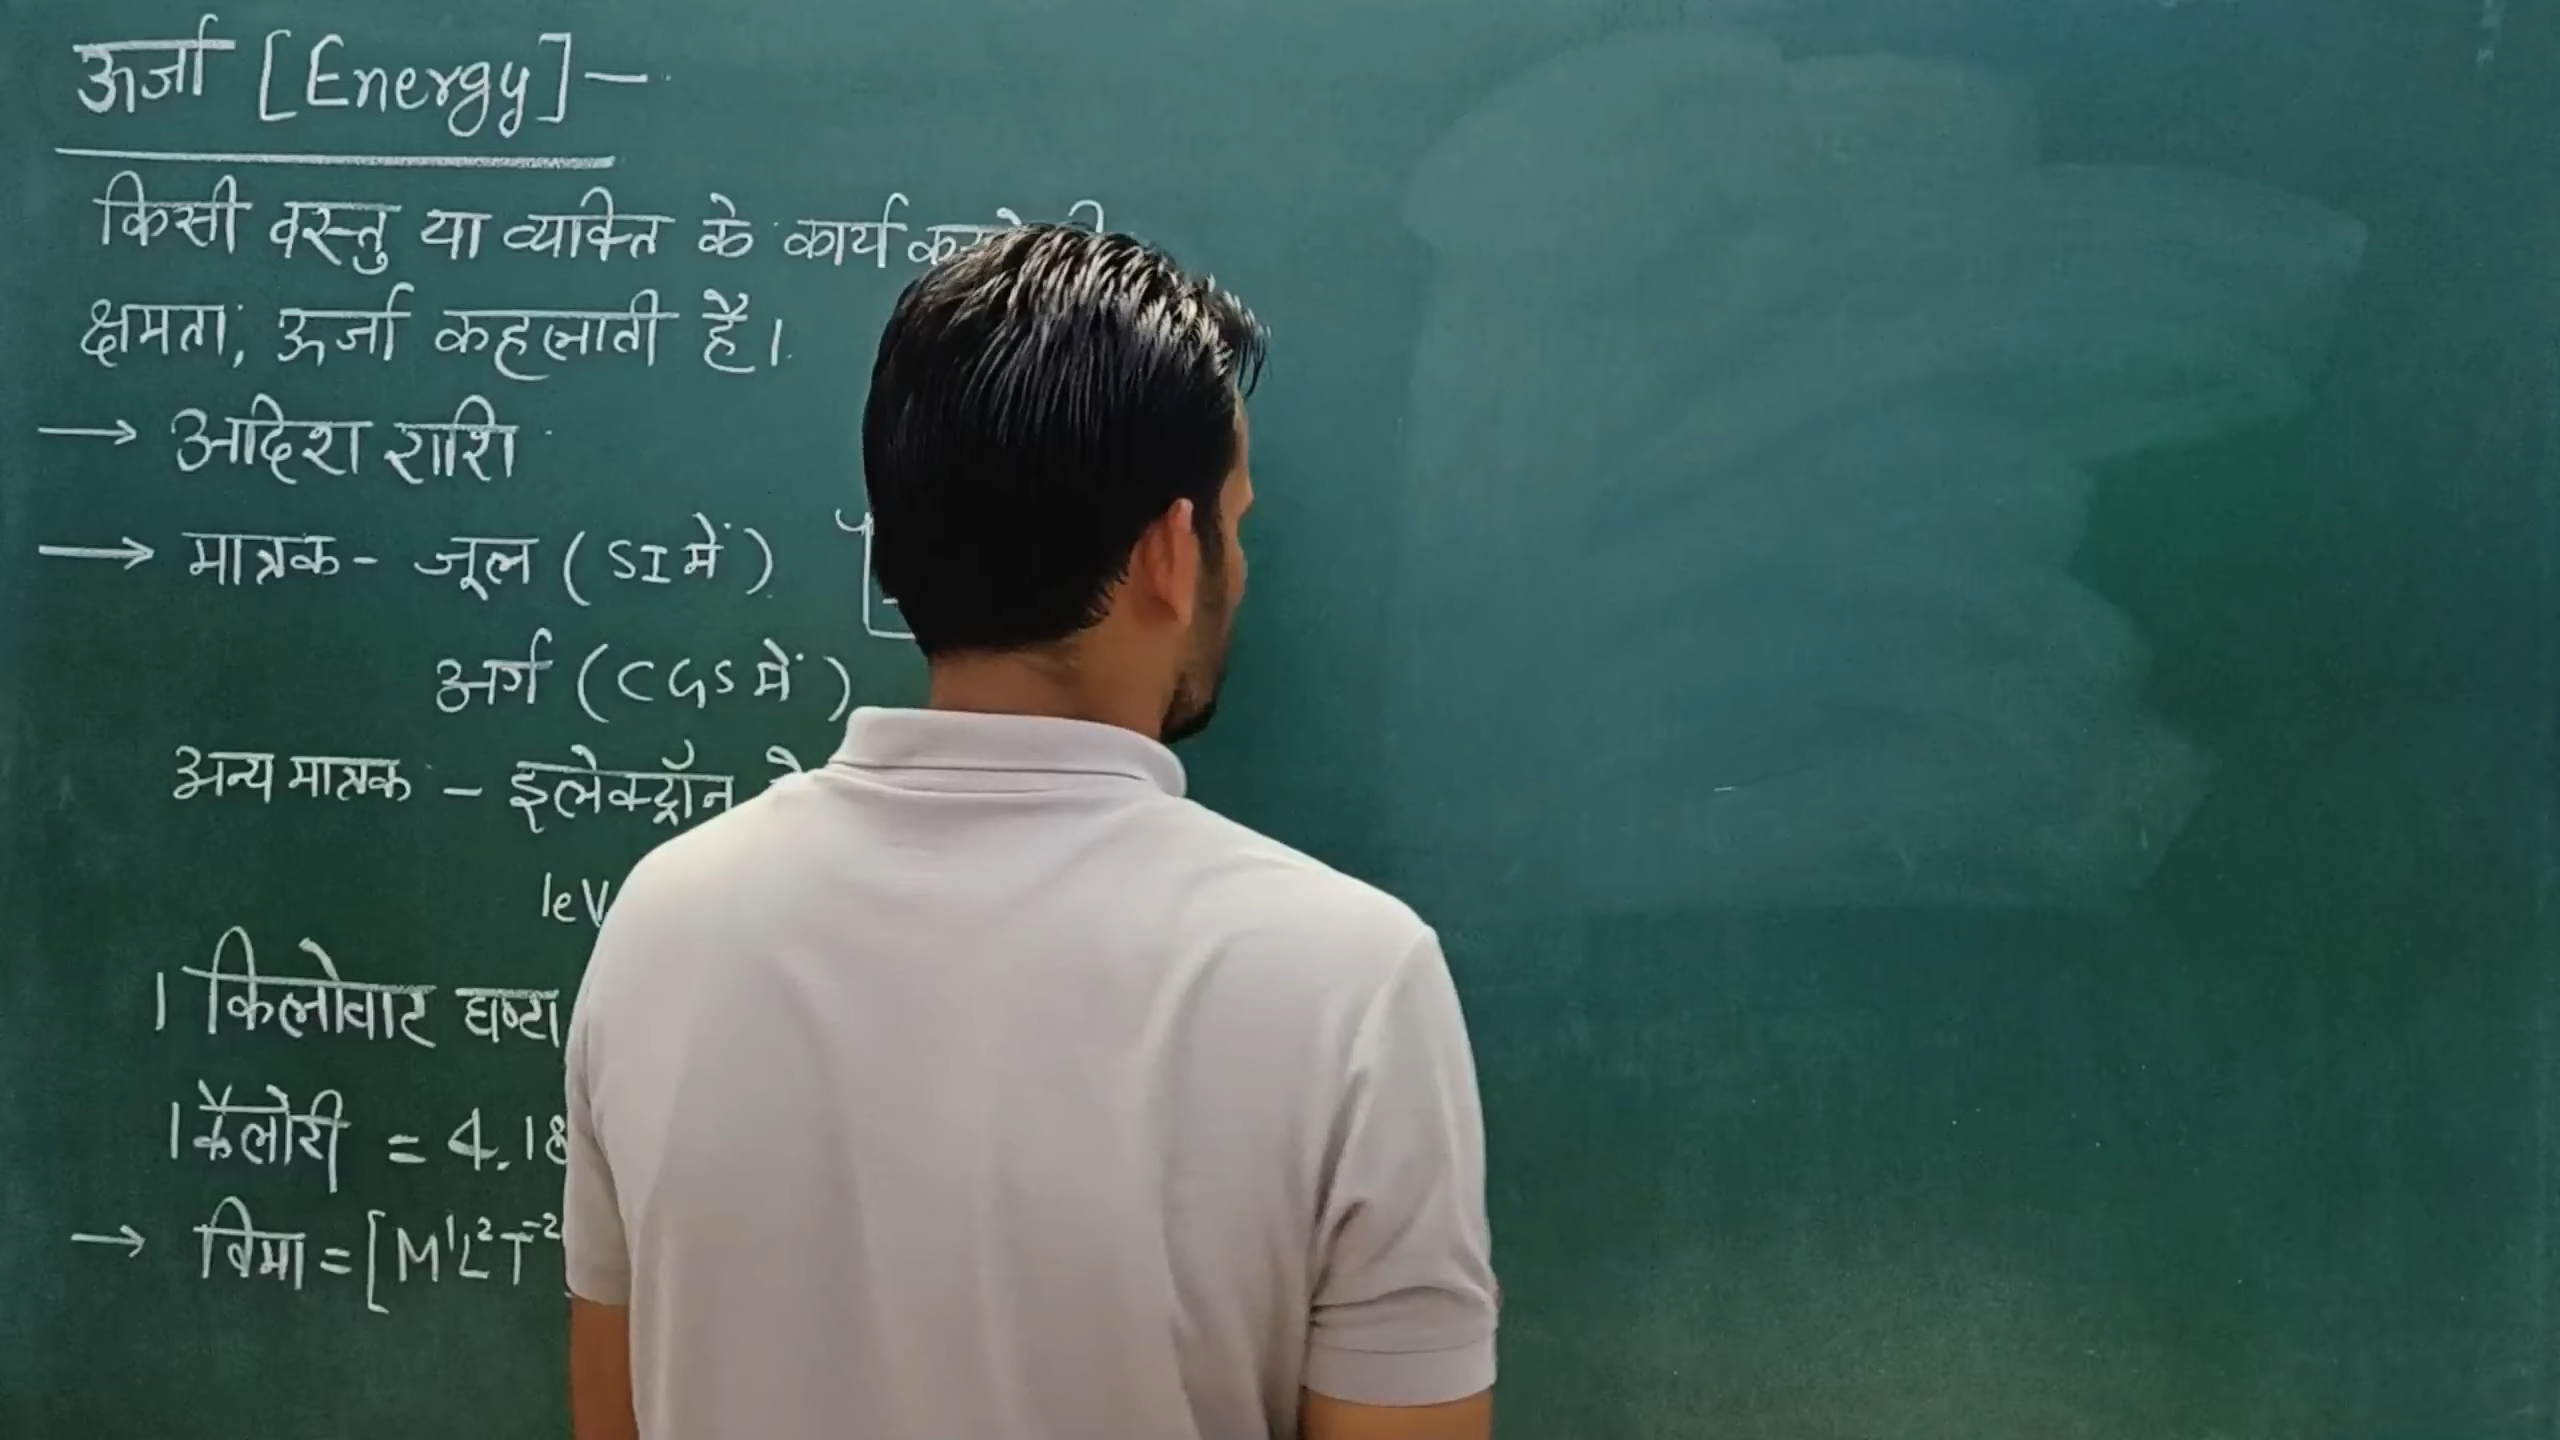 ऊर्जा [Energy] —
किसी वस्तु या व्यक्ति के कार्य
क्षमता, ऊर्जा कहलाती है।
→ अदिश राशि
→ मात्रक - जूल (SI में)
अर्ग (CGS में)
अन्य मात्रक - इलेक्ट्रॉन
1eV
1 किलोवाट घण्टा
1 कैलोरी = 4.18
→ विमा = [M¹L²T⁻²